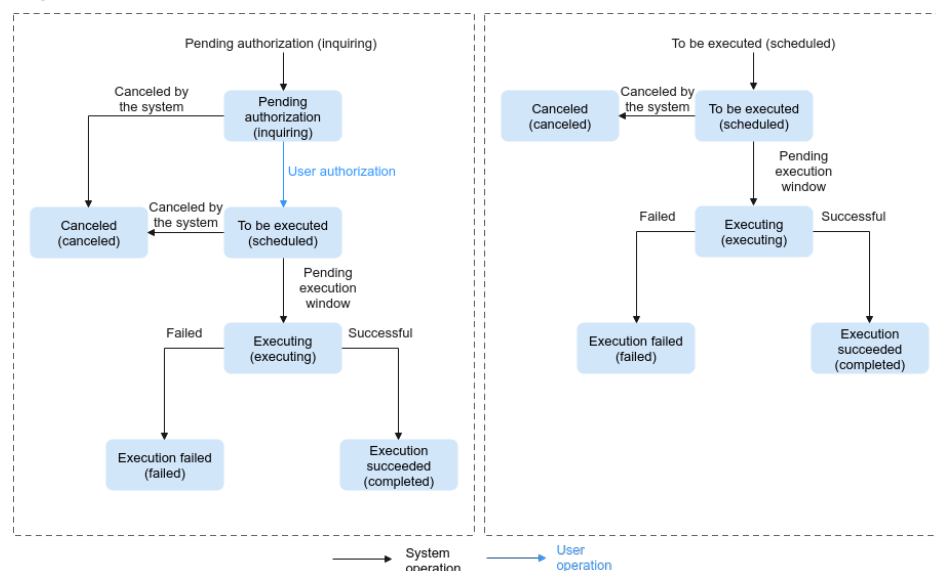 Pending authorization (inquiring)
Canceled by
the system
Pending
authorization
(inquiring)
User authorization
Canceled
(canceled)
Canceled by
the system
To be executed
(scheduled)
Pending
execution
window
Failed
Executing
(executing)
Successful
Execution failed
(failed)
Execution
succeeded
(completed)
To be executed (scheduled)
Canceled
(canceled)
Canceled by
the system
To be executed
(scheduled)
Pending
execution
window
Failed
Executing
(executing)
Successful
Execution failed
(failed)
Execution
succeeded
(completed)
System
operation
User
operation